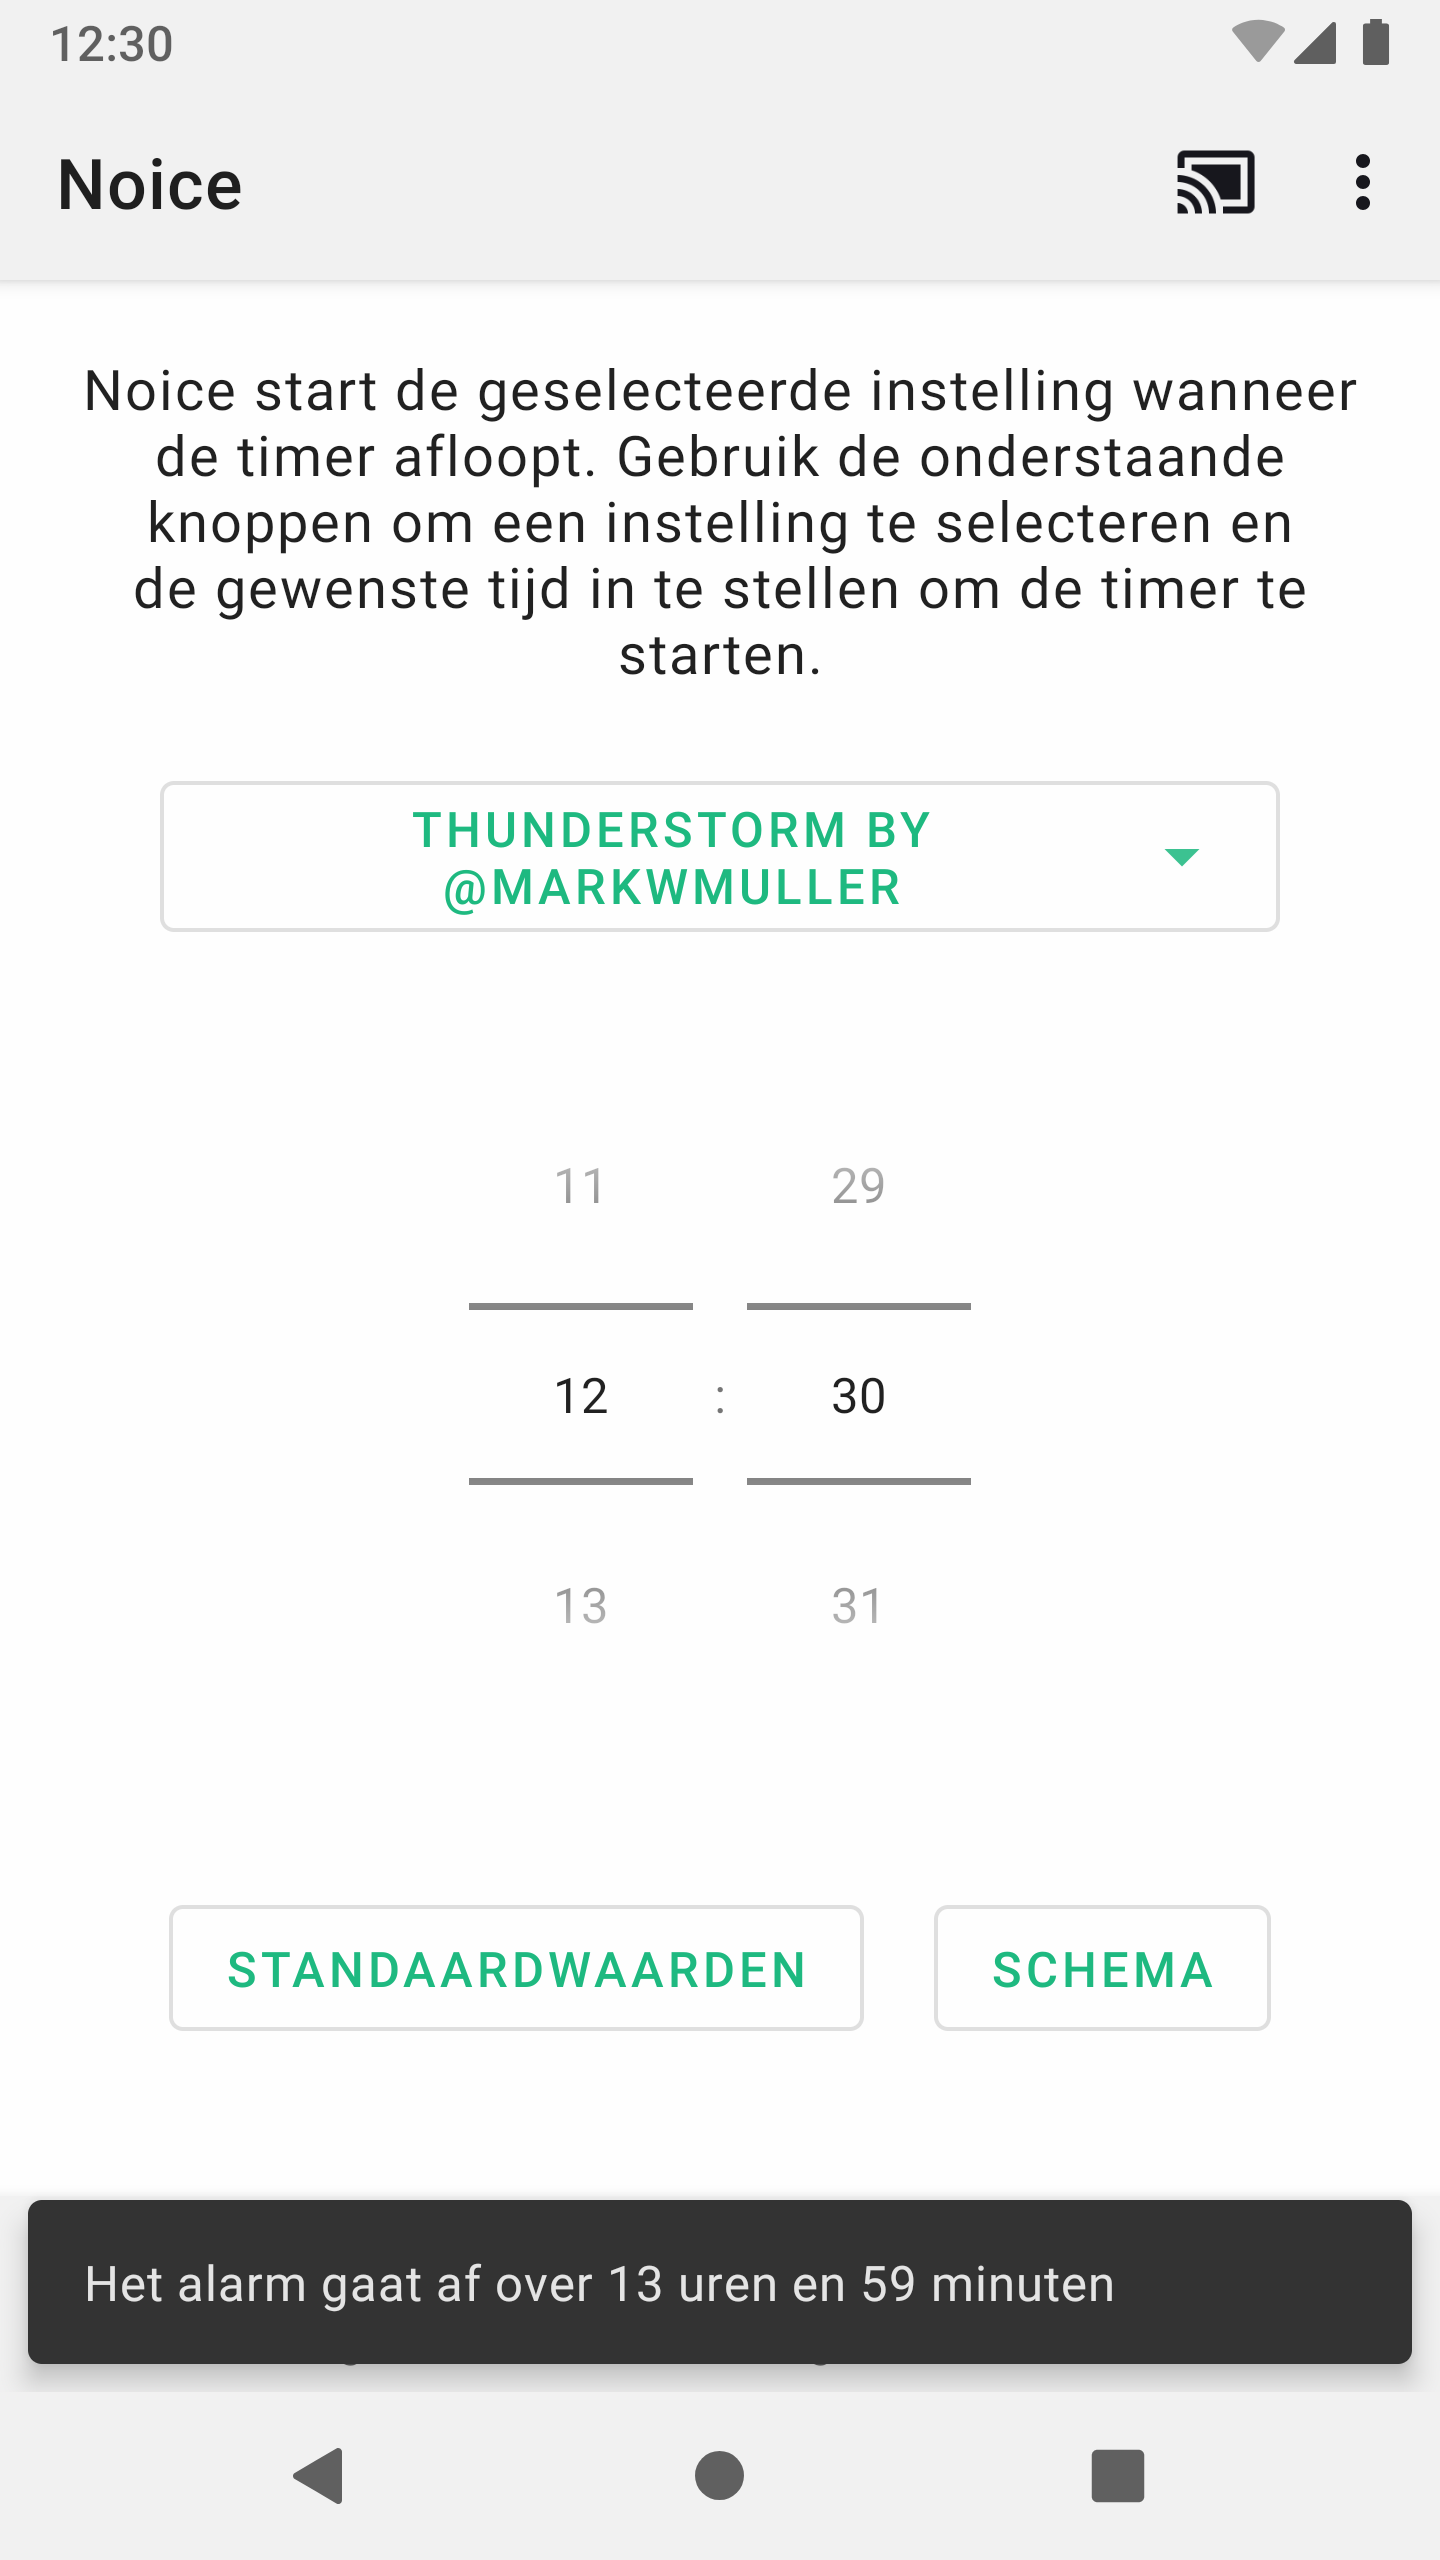 12:30
Noice
Noice start de geselecteerde instelling wanneer
de timer afloopt. Gebruik de onderstaande
knoppen om een instelling te selecteren en
de gewenste tijd in te stellen om de timer te
starten.
THUNDERSTORM BY
@MARKWMULLER
11 29
12 : 30
13 31
STANDAARDWAARDEN SCHEMA
Het alarm gaat af over 13 uren en 59 minuten